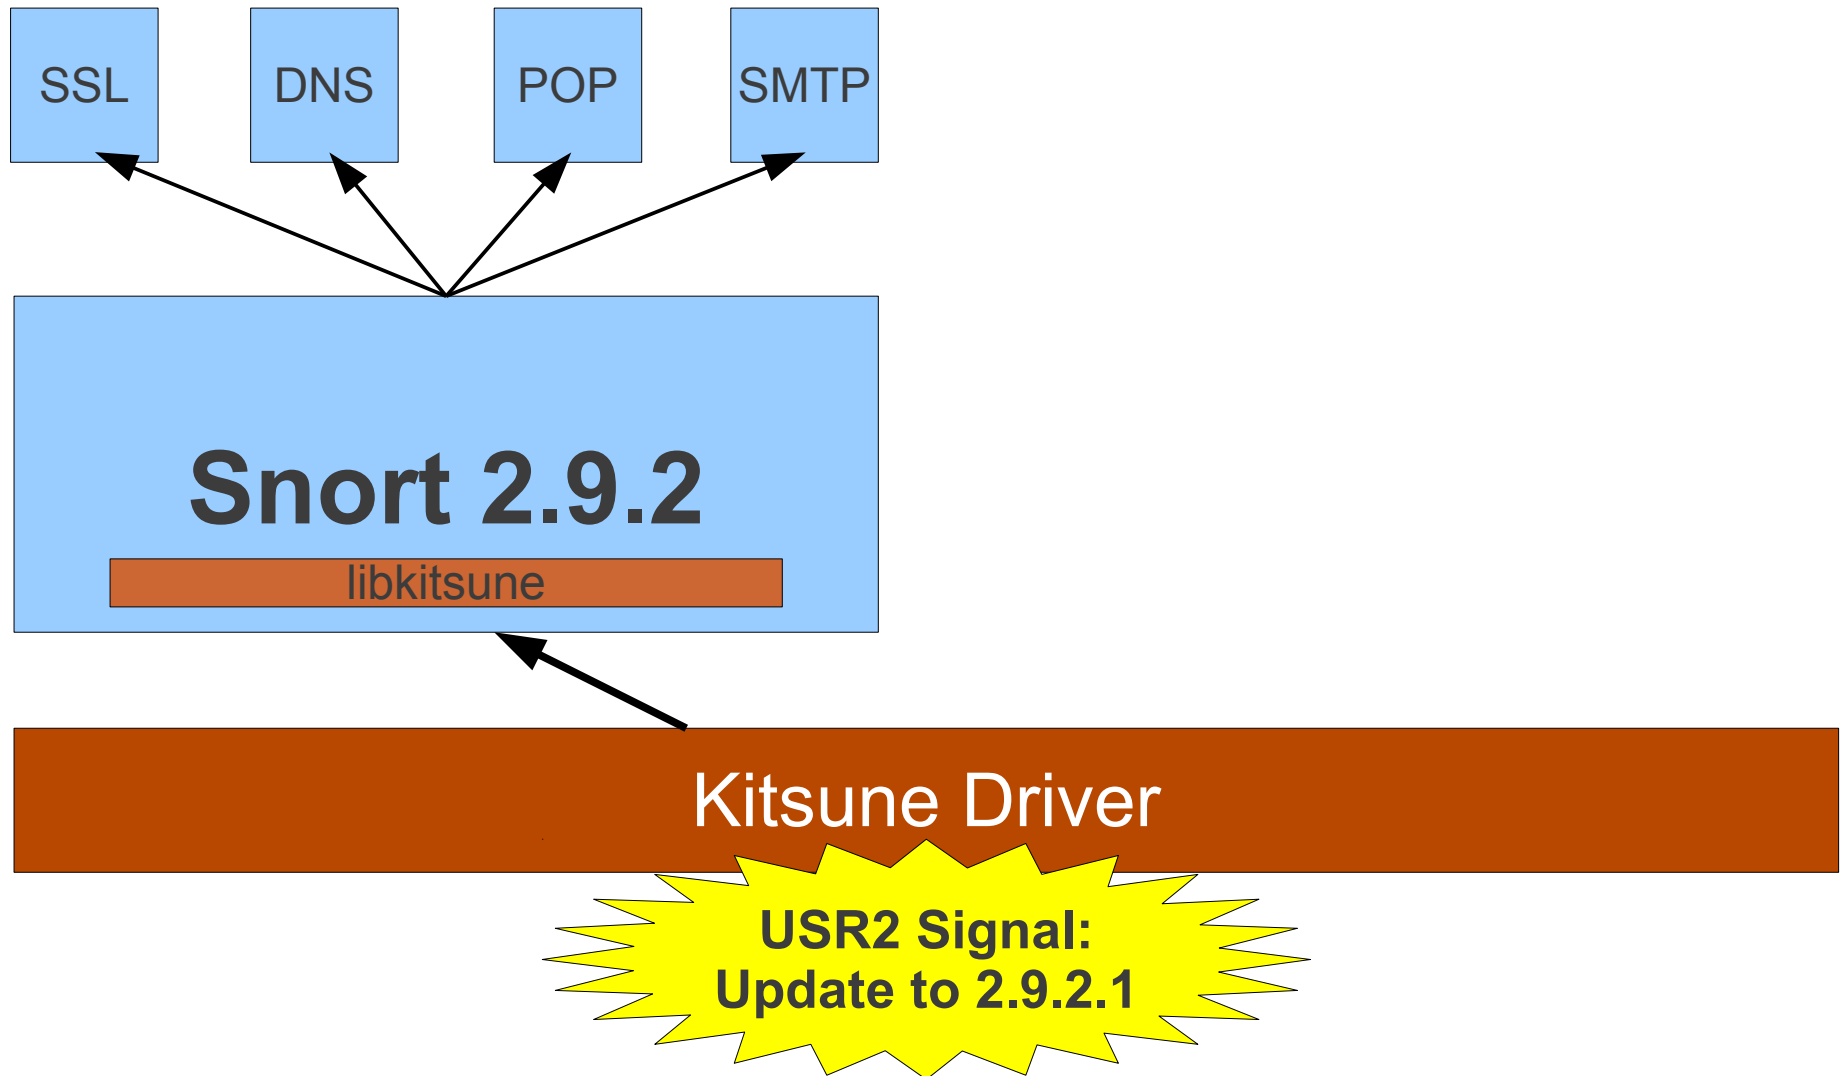 SSL
DNS
POP
SMTP
Snort 2.9.2
libkitsune
Kitsune Driver
USR2 Signal:
Update to 2.9.2.1